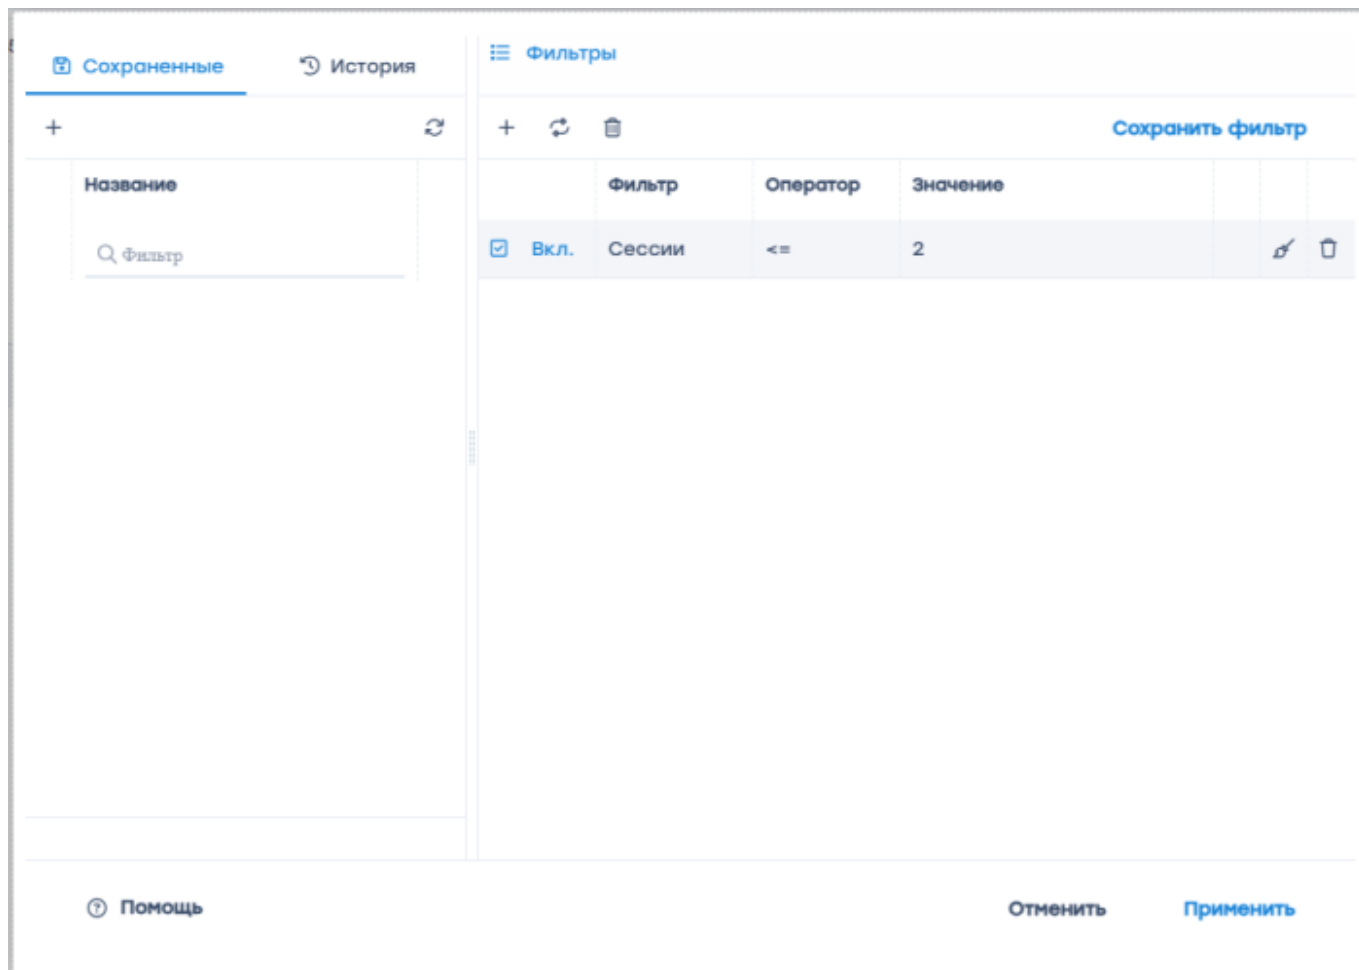 Сохраненные
История
Фильтры
Сохранить фильтр
Название
Фильтр
Фильтр Оператор Значение
Вкл. Сессии <= 2
Помощь
Отменить
Применить